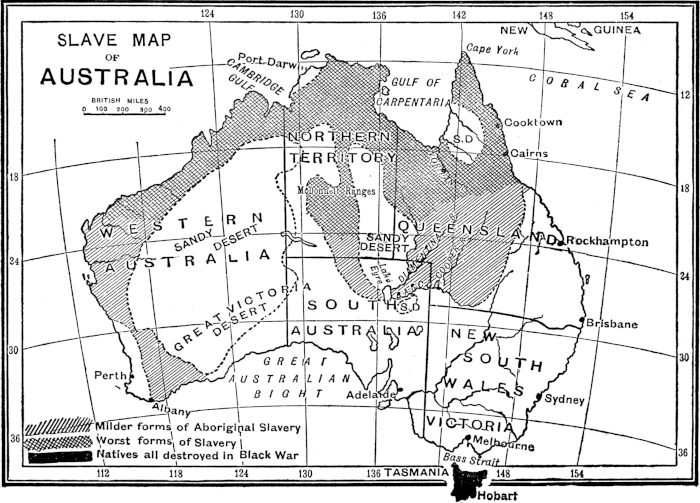 SLAVE MAP
OF
AUSTRALIA
BRITISH MILES
0 100 200 300 400
124
130
136
142
148
154
NEW GUINEA
Port Darwin
CAMBRIDGE
GULF
GULF OF
CARPENTARIA
Cape York
CORAL SEA
12
Cooktown
S.D
Cairns
NORTHERN
TERRITORY
McDonnell Ranges
18
18
WESTERN
AUSTRALIA
SANDY DESERT
SANDY
DESERT
QUEENSLAND
Rockhampton
24
24
Lake
Eyre
GREAT VICTORIA
DESERT
SOUTH
AUSTRALIA
S.D
Brisbane
30
30
NEW
SOUTH
WALES
GREAT
AUSTRALIAN
BIGHT
Perth
Albany
Adelaide
Sydney
VICTORIA
Melbourne
Bass Strait
36
36
Milder forms of Aboriginal Slavery
Worst forms of Slavery
Natives all destroyed in Black War
112
118
124
130
136
148
154
TASMANIA
Hobart